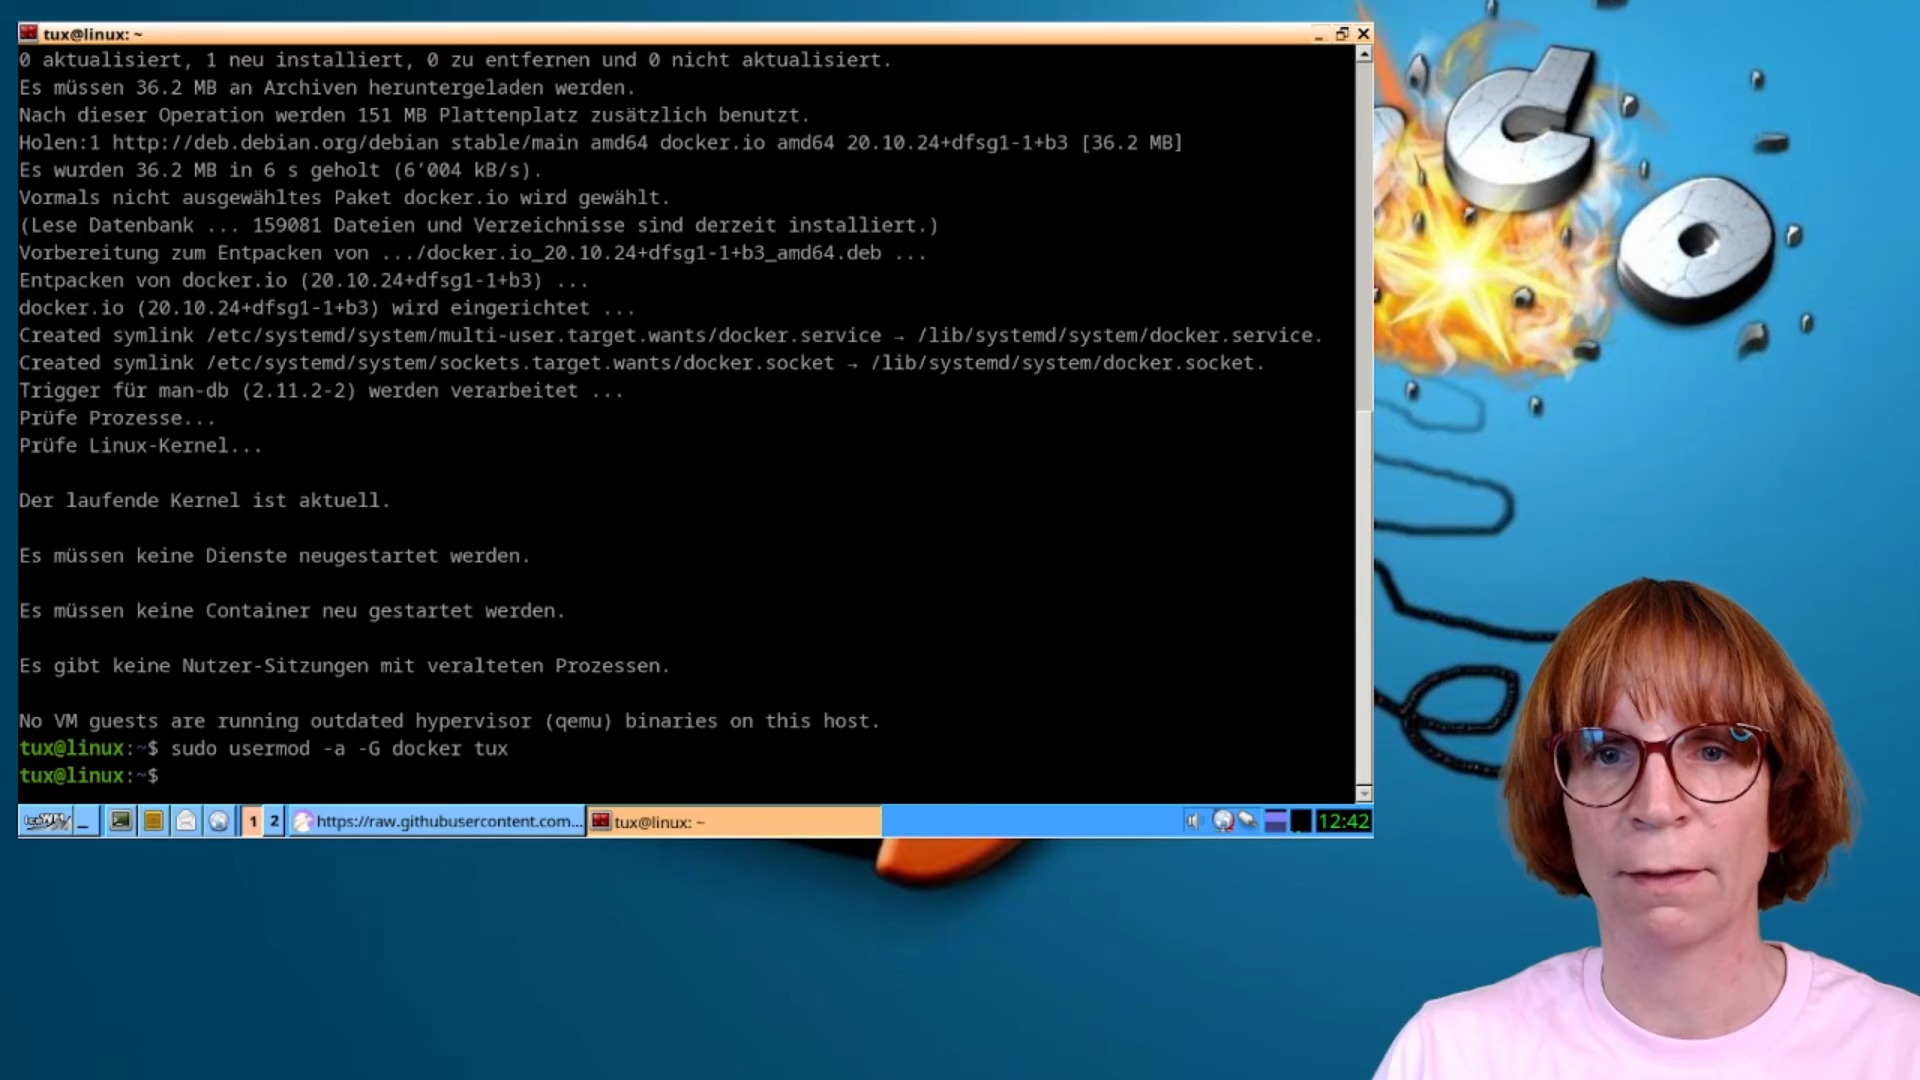 tux@linux: ~
0 aktualisiert, 1 neu installiert, 0 zu entfernen und 0 nicht aktualisiert.
Es müssen 36.2 MB an Archiven heruntergeladen werden.
Nach dieser Operation werden 151 MB Plattenplatz zusätzlich benutzt.
Holen:1 http://deb.debian.org/debian stable/main amd64 docker.io amd64 20.10.24+dfsg1-1+b3 [36.2 MB]
Es wurden 36.2 MB in 6 s geholt (6’004 kB/s).
Vormals nicht ausgewähltes Paket docker.io wird gewählt.
(Lese Datenbank ... 159081 Dateien und Verzeichnisse sind derzeit installiert.)
Vorbereitung zum Entpacken von .../docker.io_20.10.24+dfsg1-1+b3_amd64.deb ...
Entpacken von docker.io (20.10.24+dfsg1-1+b3) ...
docker.io (20.10.24+dfsg1-1+b3) wird eingerichtet ...
Created symlink /etc/systemd/system/multi-user.target.wants/docker.service → /lib/systemd/system/docker.service.
Created symlink /etc/systemd/system/sockets.target.wants/docker.socket → /lib/systemd/system/docker.socket.
Trigger für man-db (2.11.2-2) werden verarbeitet ...
Prüfe Prozesse...
Prüfe Linux-Kernel...
Der laufende Kernel ist aktuell.
Es müssen keine Dienste neugestartet werden.
Es müssen keine Container neu gestartet werden.
Es gibt keine Nutzer-Sitzungen mit veralteten Prozessen.
No VM guests are running outdated hypervisor (qemu) binaries on this host.
tux@linux:~$ sudo usermod -a -G docker tux
tux@linux:~$
IceWM 1 2 https://raw.githubusercontent.com... tux@linux: ~ 12:42